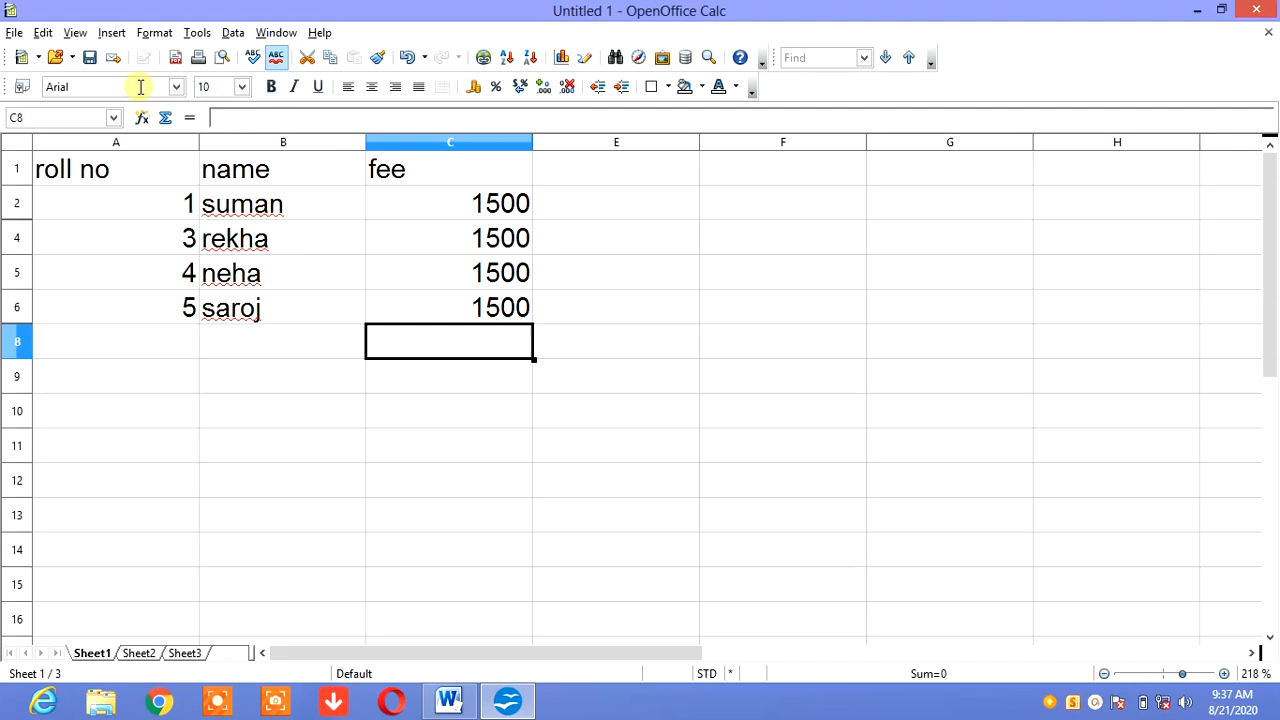 Untitled 1 - OpenOffice Calc
File Edit View Insert Format Tools Data Window Help
ABC ABC Find
Arial 10 B I U % A
C8 =
A B C E F G H
1 roll no name fee
2 1 suman 1500
4 3 rekha 1500
5 4 neha 1500
6 5 saroj 1500
8
9
10
11
12
13
14
15
16
Sheet1 Sheet2 Sheet3
Sheet 1 / 3 Default STD * Sum=0 218 %
9:37 AM
8/21/2020